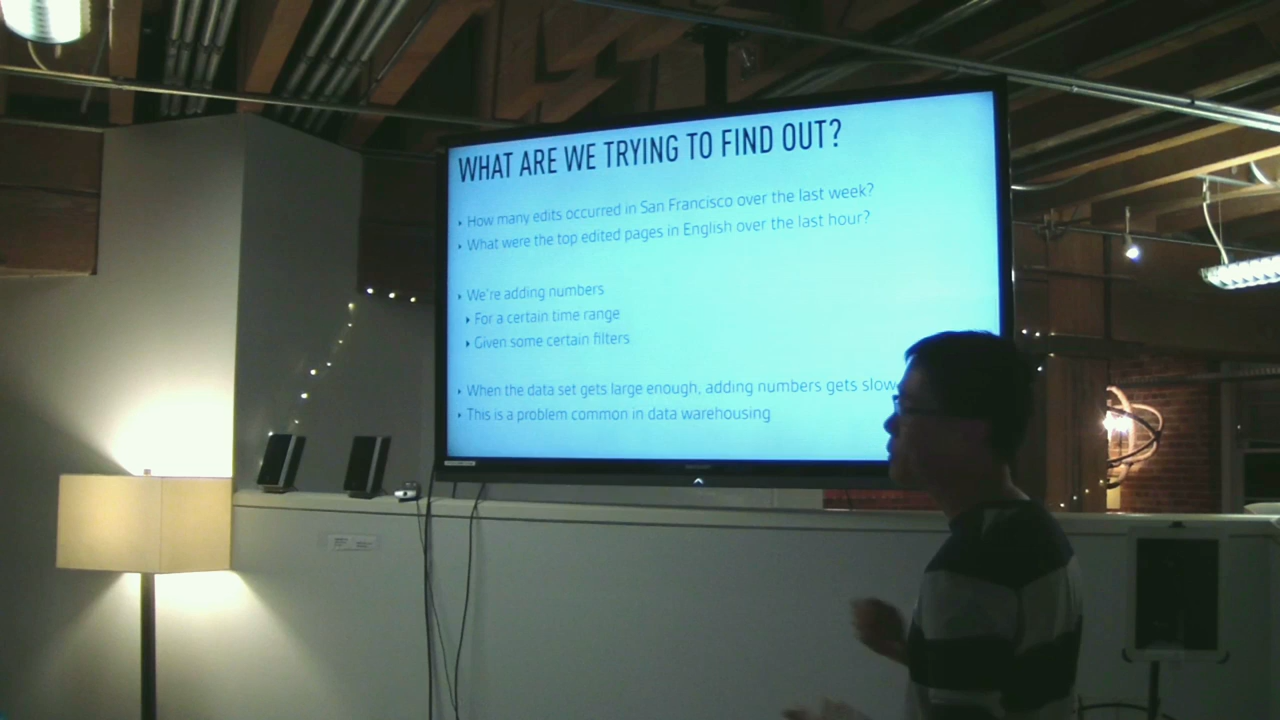 WHAT ARE WE TRYING TO FIND OUT?
How many edits occurred in San Francisco over the last week?
What were the top edited pages in English over the last hour?
We're adding numbers
For a certain time range
Given some certain filters
When the data set gets large enough, adding numbers gets slow
This is a problem common in data warehousing